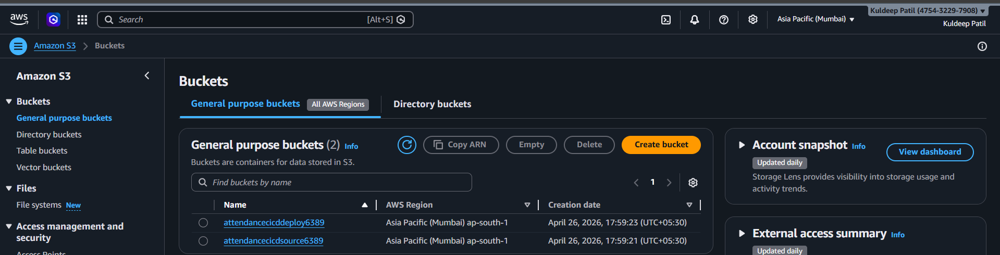 aws
Search [Alt+S]
Asia Pacific (Mumbai)
Kuldeep Patil (4754-3229-7908)
Kuldeep Patil
Amazon S3 Buckets
Amazon S3
Buckets
General purpose buckets
Directory buckets
Table buckets
Vector buckets
Files
File systems New
Access management and
security
Access Points
Buckets
General purpose buckets All AWS Regions Directory buckets
General purpose buckets (2) Info
Copy ARN Empty Delete Create bucket
Buckets are containers for data stored in S3.
Find buckets by name
1
Name AWS Region Creation date
attendancecicddeploy6389 Asia Pacific (Mumbai) ap-south-1 April 26, 2026, 17:59:23 (UTC+05:30)
attendancecicdsource6389 Asia Pacific (Mumbai) ap-south-1 April 26, 2026, 17:59:21 (UTC+05:30)
Account snapshot Info
View dashboard
Updated daily
Storage Lens provides visibility into storage usage and
activity trends.
External access summary Info
Updated daily